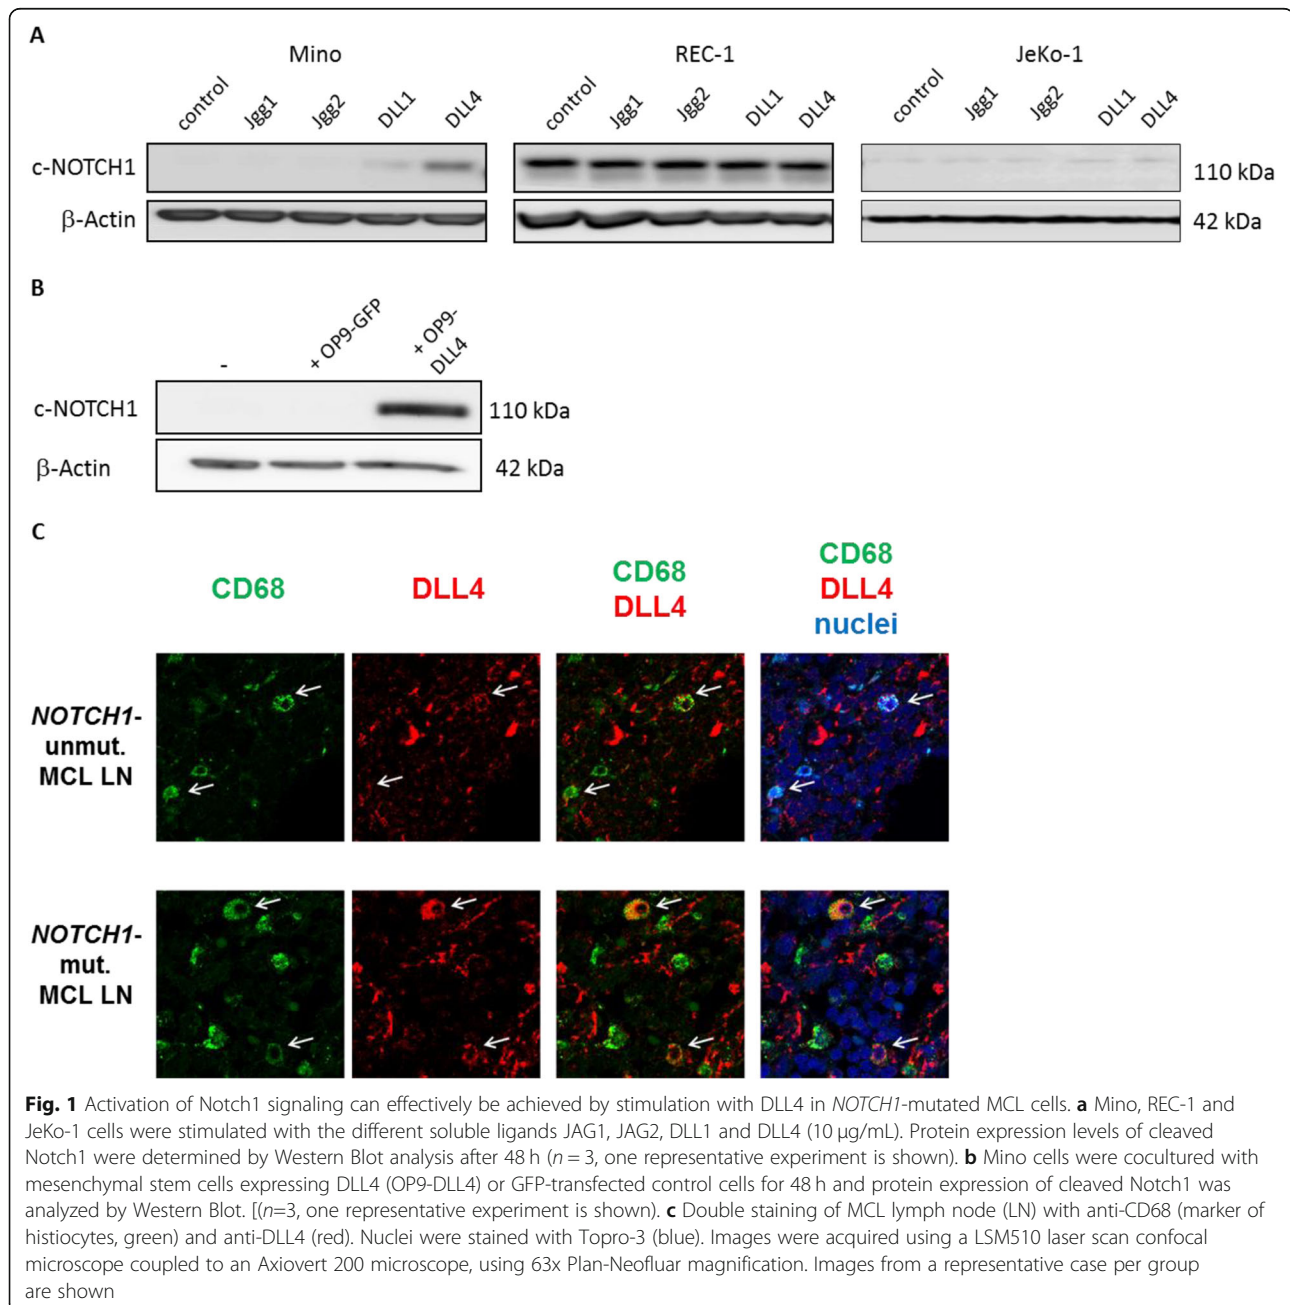 A
Mino
REC-1
JeKo-1
control Jgg1 Jgg2 DLL1 DLL4
control Jgg1 Jgg2 DLL1 DLL4
control Jgg1 Jgg2 DLL1 DLL4
c-NOTCH1
110 kDa
β-Actin
42 kDa
B
- + OP9-GFP + OP9-
DLL4
c-NOTCH1
110 kDa
β-Actin
42 kDa
C
CD68
DLL4
CD68
DLL4
CD68
DLL4
nuclei
NOTCH1-
unmut.
MCL LN
NOTCH1-
mut.
MCL LN
Fig. 1 Activation of Notch1 signaling can effectively be achieved by stimulation with DLL4 in NOTCH1-mutated MCL cells. a Mino, REC-1 and
JeKo-1 cells were stimulated with the different soluble ligands JAG1, JAG2, DLL1 and DLL4 (10 μg/mL). Protein expression levels of cleaved
Notch1 were determined by Western Blot analysis after 48 h (n = 3, one representative experiment is shown). b Mino cells were cocultured with
mesenchymal stem cells expressing DLL4 (OP9-DLL4) or GFP-transfected control cells for 48 h and protein expression of cleaved Notch1 was
analyzed by Western Blot. [(n=3, one representative experiment is shown). c Double staining of MCL lymph node (LN) with anti-CD68 (marker of
histiocytes, green) and anti-DLL4 (red). Nuclei were stained with Topro-3 (blue). Images were acquired using a LSM510 laser scan confocal
microscope coupled to an Axiovert 200 microscope, using 63x Plan-Neofluar magnification. Images from a representative case per group
are shown